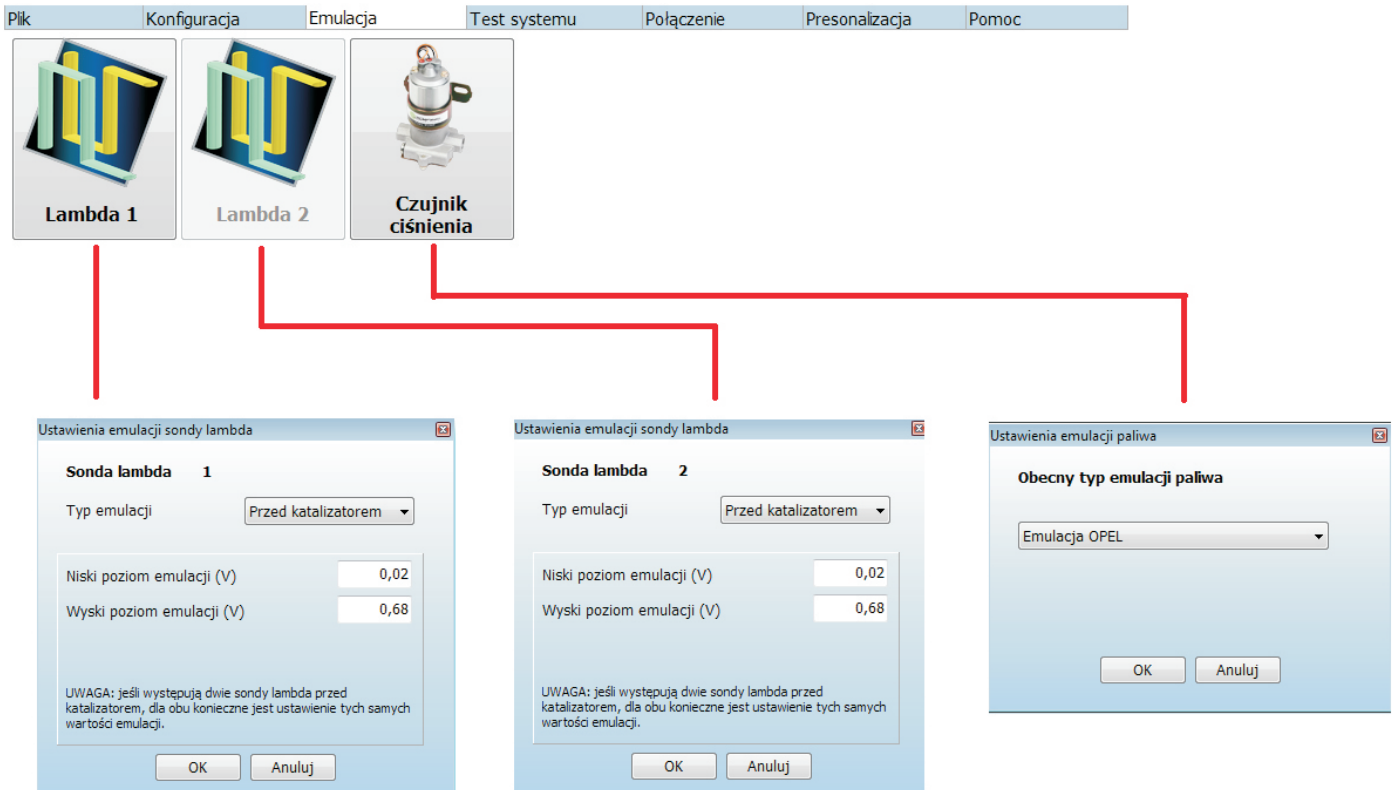 Plik Konfiguracja Emulacja Test systemu Połączenie Presonalizacja Pomoc
Lambda 1
Lambda 2
Czujnik
ciśnienia
Ustawienia emulacji sondy lambda
Sonda lambda 1
Typ emulacji Przed katalizatorem
Niski poziom emulacji (V) 0,02
Wyski poziom emulacji (V) 0,68
UWAGA: jeśli występują dwie sondy lambda przed
katalizatorem, dla obu konieczne jest ustawienie tych samych
wartości emulacji.
OK Anuluj
Ustawienia emulacji sondy lambda
Sonda lambda 2
Typ emulacji Przed katalizatorem
Niski poziom emulacji (V) 0,02
Wyski poziom emulacji (V) 0,68
UWAGA: jeśli występują dwie sondy lambda przed
katalizatorem, dla obu konieczne jest ustawienie tych samych
wartości emulacji.
OK Anuluj
Ustawienia emulacji paliwa
Obecny typ emulacji paliwa
Emulacja OPEL
OK Anuluj